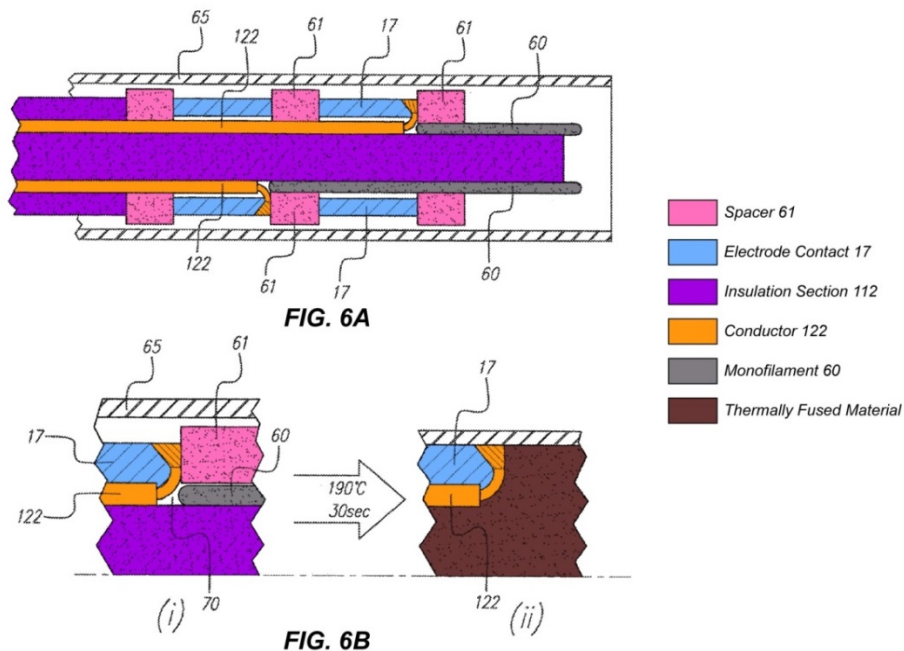 65 122 61 17 61 60
122 61 17 60
FIG. 6A
Spacer 61
Electrode Contact 17
Insulation Section 112
Conductor 122
Monofilament 60
Thermally Fused Material
65 61 17
17 60
122
190℃
30sec
70 122
(i) (ii)
FIG. 6B